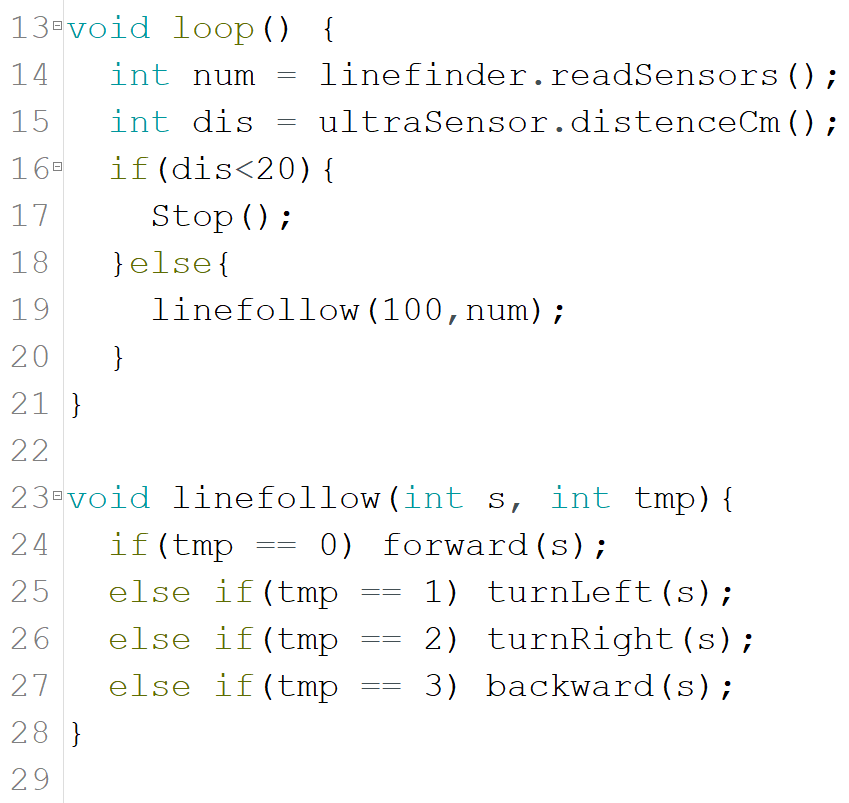 13 void loop() {
14   int num = linefinder.readSensors();
15   int dis = ultraSensor.distenceCm();
16   if(dis<20){
17     Stop();
18   }else{
19     linefollow(100,num);
20   }
21 }
22
23 void linefollow(int s, int tmp){
24   if(tmp == 0) forward(s);
25   else if(tmp == 1) turnLeft(s);
26   else if(tmp == 2) turnRight(s);
27   else if(tmp == 3) backward(s);
28 }
29